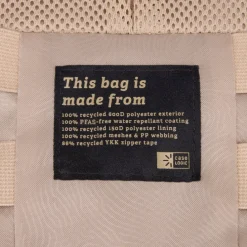 This bag is
made from
100% recycled 600D polyester exterior
100% PFAS-free water repellent coating
100% recycled 150D polyester lining
100% recycled meshes & PP webbing
88% recycled YKK zipper tape
CASE
LOGIC